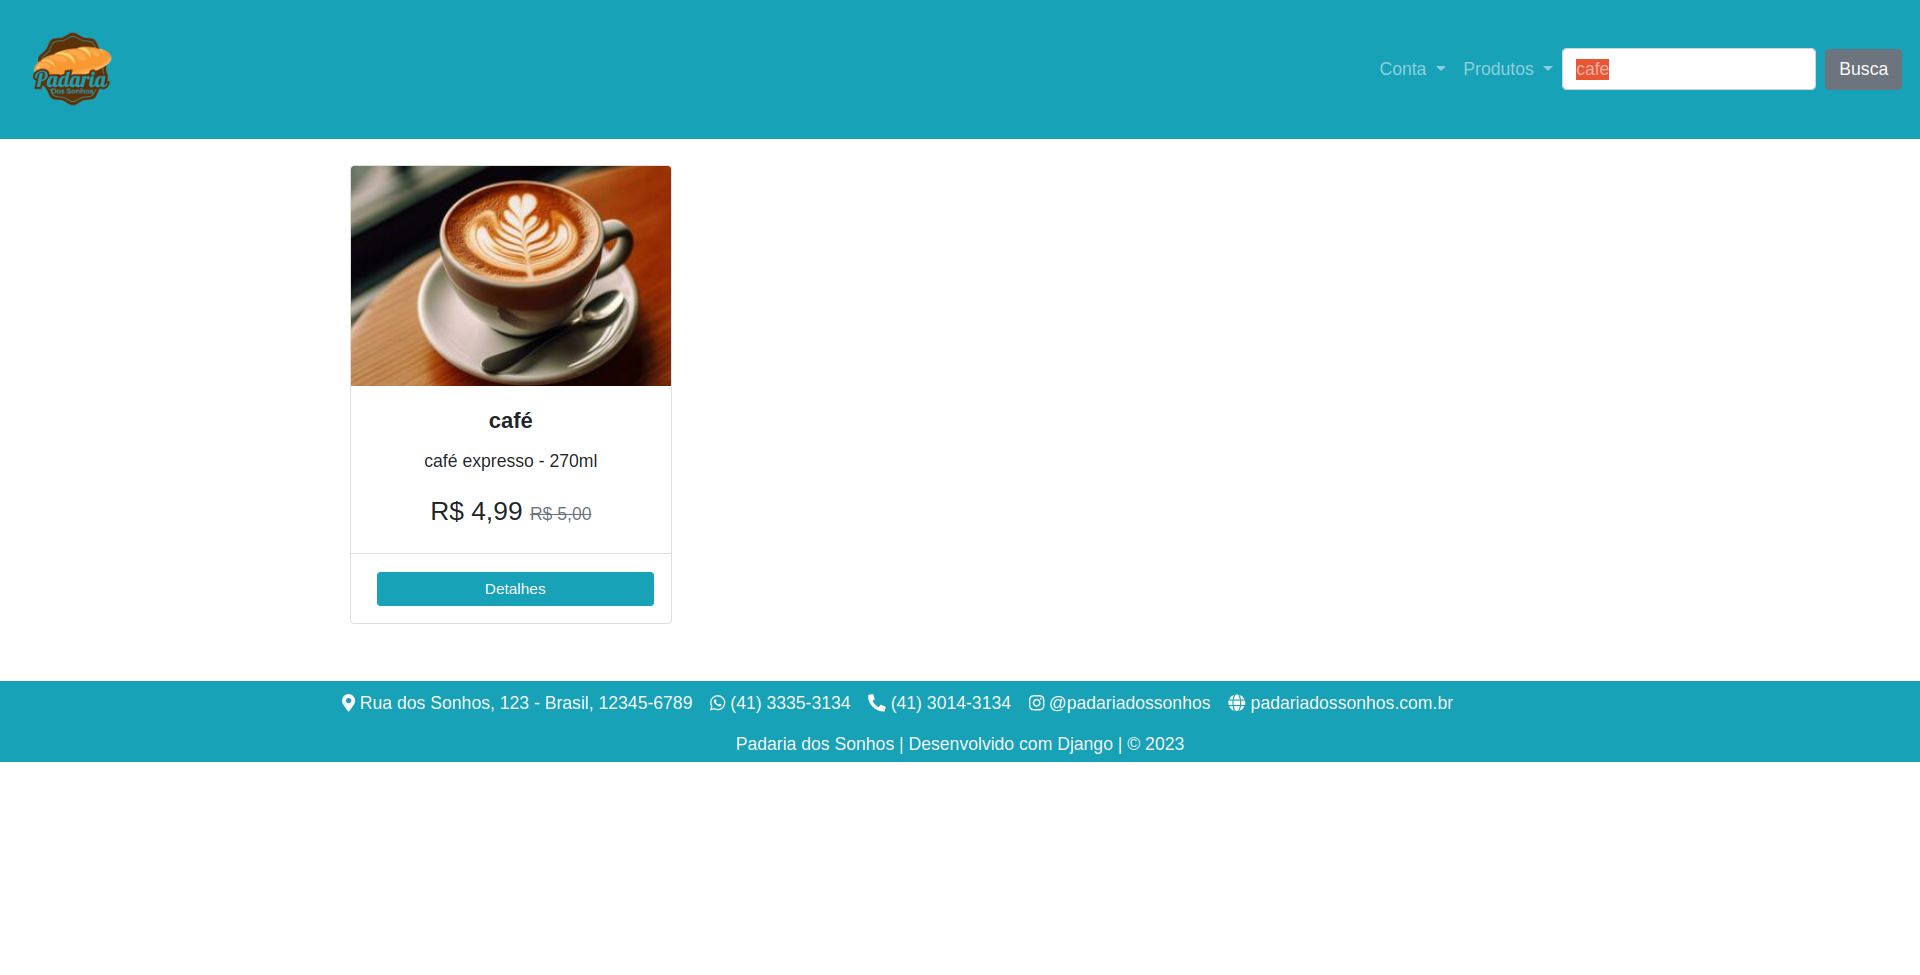 Padaria
Dos Sonhos
Conta
Produtos
cafe
Busca
café
café expresso - 270ml
R$ 4,99 R$ 5,00
Detalhes
Rua dos Sonhos, 123 - Brasil, 12345-6789 (41) 3335-3134 (41) 3014-3134 @padariadossonhos padariadossonhos.com.br
Padaria dos Sonhos | Desenvolvido com Django | © 2023